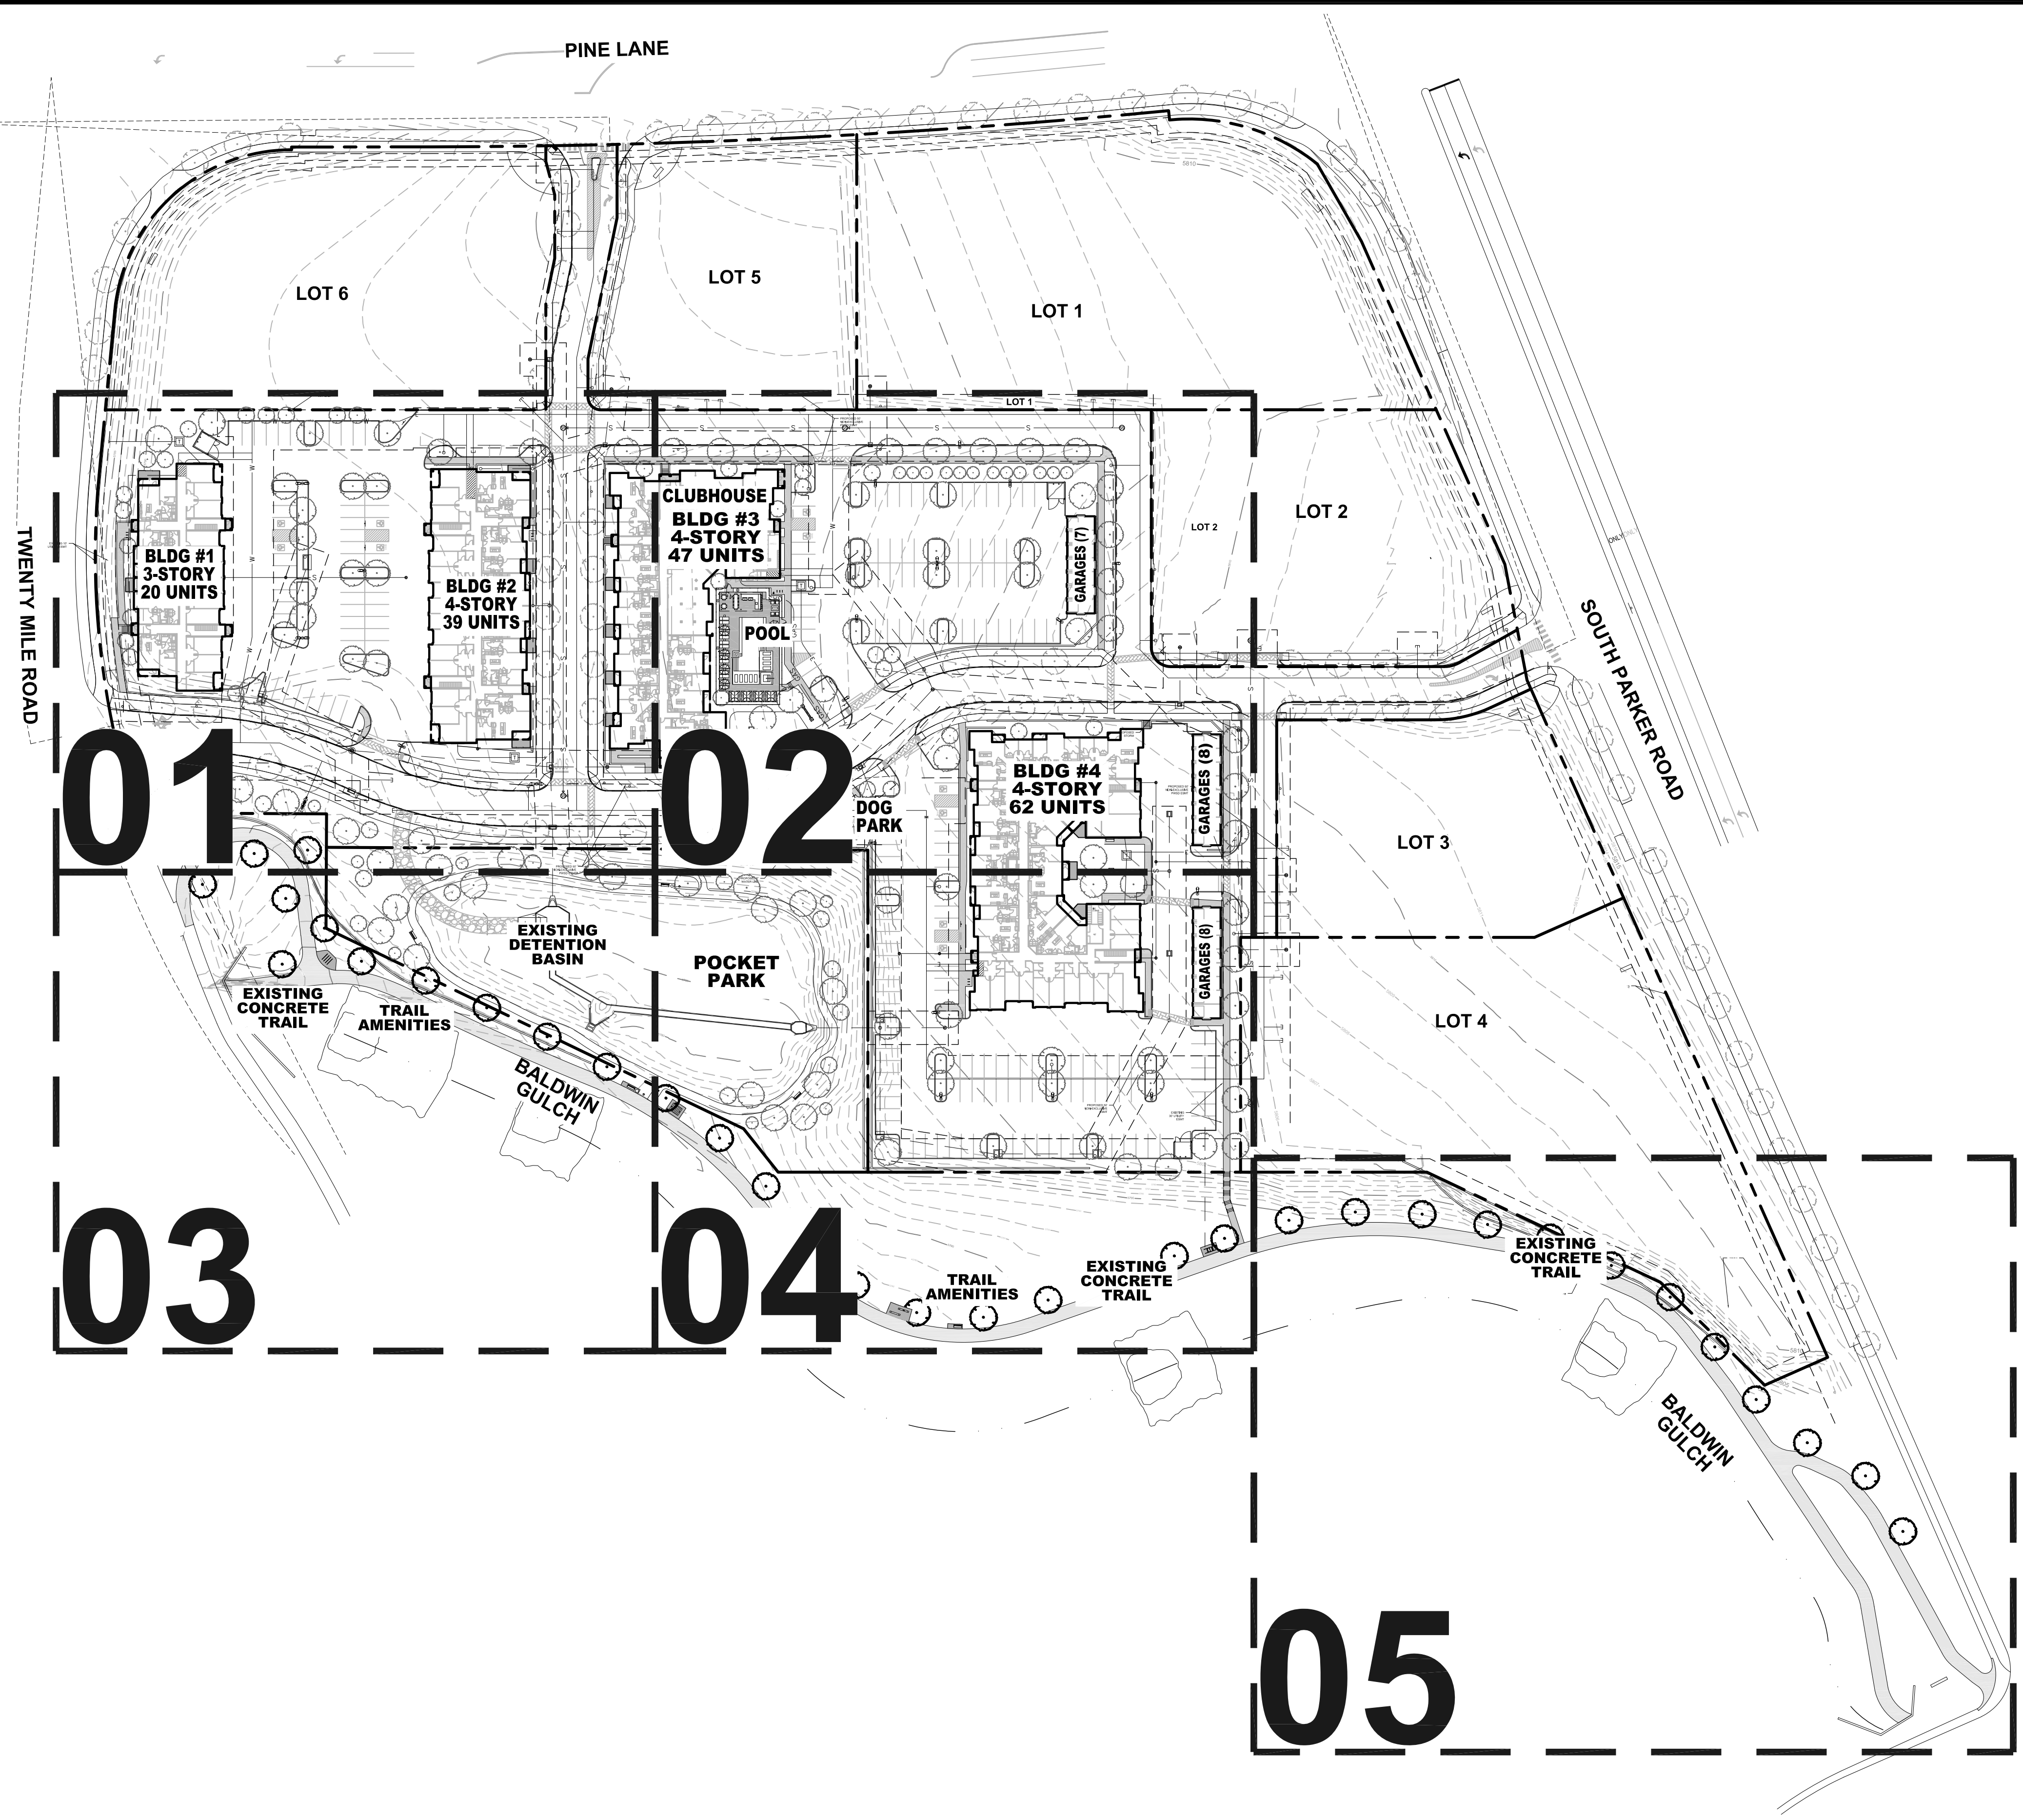 PINE LANE
LOT 6
LOT 5
LOT 1
LOT 1
LOT 2
LOT 2
TWENTY MILE ROAD
SOUTH PARKER ROAD
ONLY
BLDG #1
3-STORY
20 UNITS
BLDG #2
4-STORY
39 UNITS
CLUBHOUSE
BLDG #3
4-STORY
47 UNITS
POOL
GARAGES (7)
01
02
DOG
PARK
BLDG #4
4-STORY
62 UNITS
GARAGES (8)
GARAGES (8)
LOT 3
LOT 4
EXISTING
DETENTION
BASIN
POCKET
PARK
EXISTING
CONCRETE
TRAIL
TRAIL
AMENITIES
BALDWIN
GULCH
03
04
TRAIL
AMENITIES
EXISTING
CONCRETE
TRAIL
EXISTING
CONCRETE
TRAIL
BALDWIN
GULCH
05